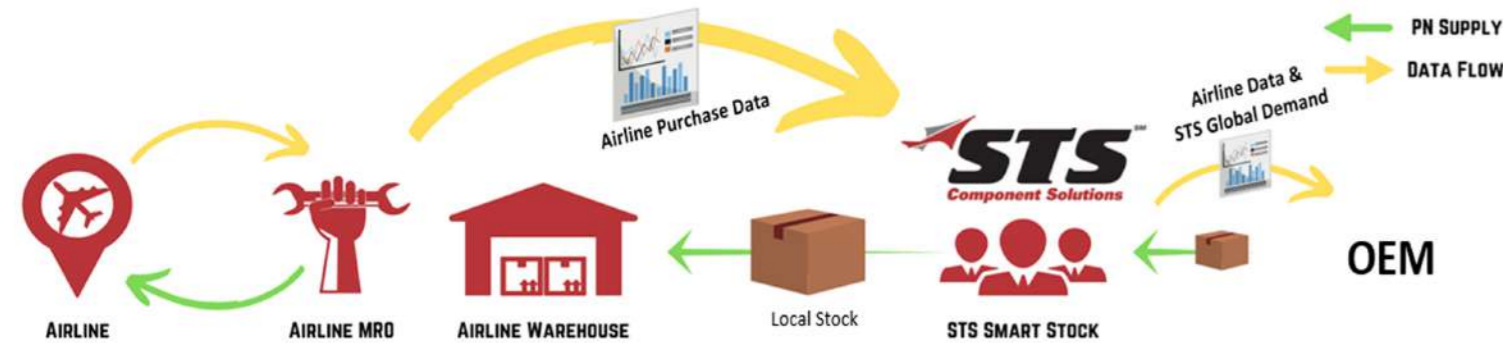 PN SUPPLY
DATA FLOW
Airline Purchase Data
Airline Data &
STS Global Demand
STS℠
Component Solutions
OEM
Local Stock
AIRLINE
AIRLINE MRO
AIRLINE WAREHOUSE
STS SMART STOCK